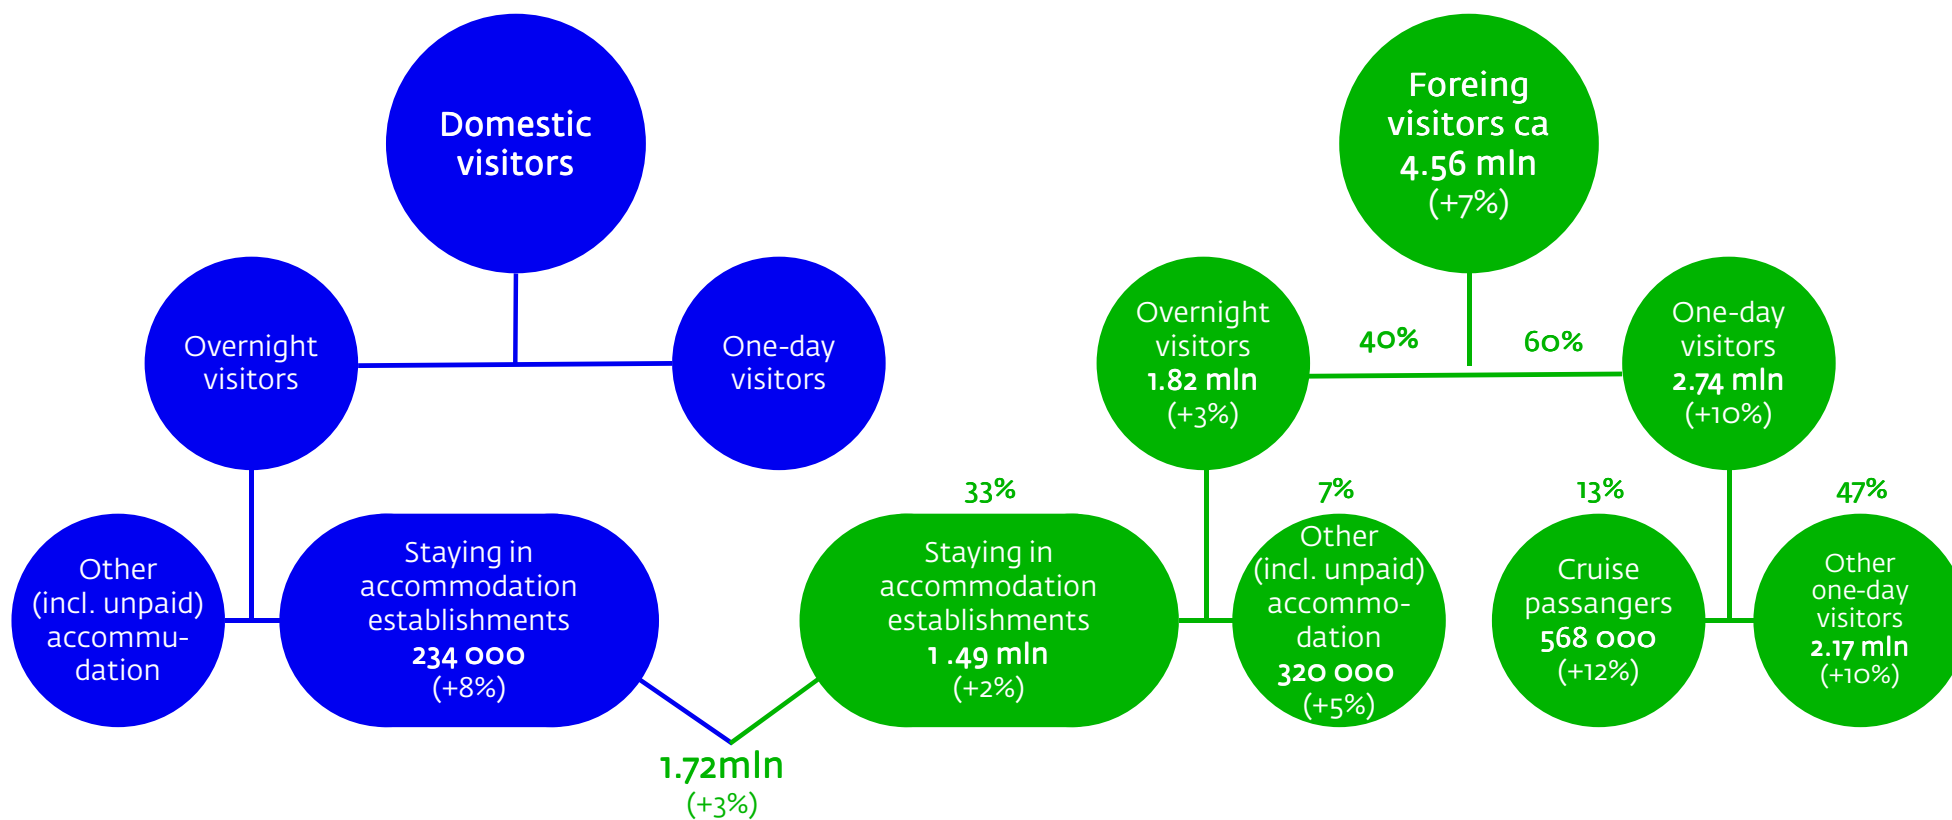 Domestic
visitors
Foreing
visitors ca
4.56 mln
(+7%)
Overnight
visitors
One-day
visitors
Overnight
visitors
1.82 mln
(+3%)
40%
60%
One-day
visitors
2.74 mln
(+10%)
33%
7%
13%
47%
Other
(incl. unpaid)
accommu-
dation
Staying in
accommodation
establishments
234 000
(+8%)
Staying in
accommodation
establishments
1 .49 mln
(+2%)
Other
(incl. unpaid)
accommo-
dation
320 000
(+5%)
Cruise
passangers
568 000
(+12%)
Other
one-day
visitors
2.17 mln
(+10%)
1.72mln
(+3%)